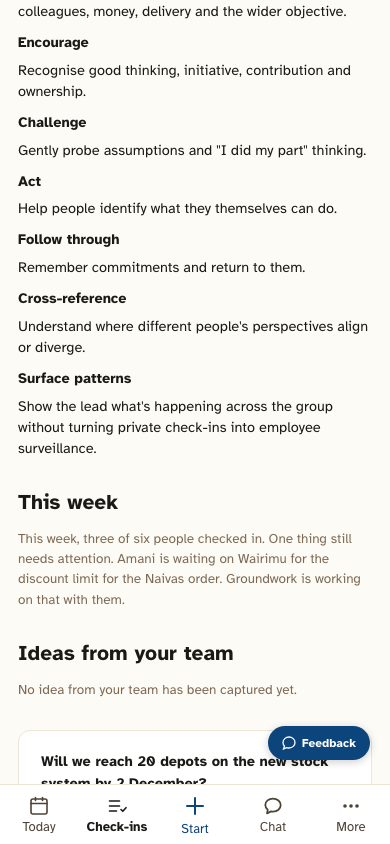 colleagues, money, delivery and the wider objective.
Encourage
Recognise good thinking, initiative, contribution and
ownership.
Challenge
Gently probe assumptions and "I did my part" thinking.
Act
Help people identify what they themselves can do.
Follow through
Remember commitments and return to them.
Cross-reference
Understand where different people's perspectives align
or diverge.
Surface patterns
Show the lead what's happening across the group
without turning private check-ins into employee
surveillance.
This week
This week, three of six people checked in. One thing still
needs attention. Amani is waiting on Wairimu for the
discount limit for the Naivas order. Groundwork is working
on that with them.
Ideas from your team
No idea from your team has been captured yet.
Feedback
Will we reach 20 depots on the new stock
system by 2 December?
Today
Check-ins
Start
Chat
More